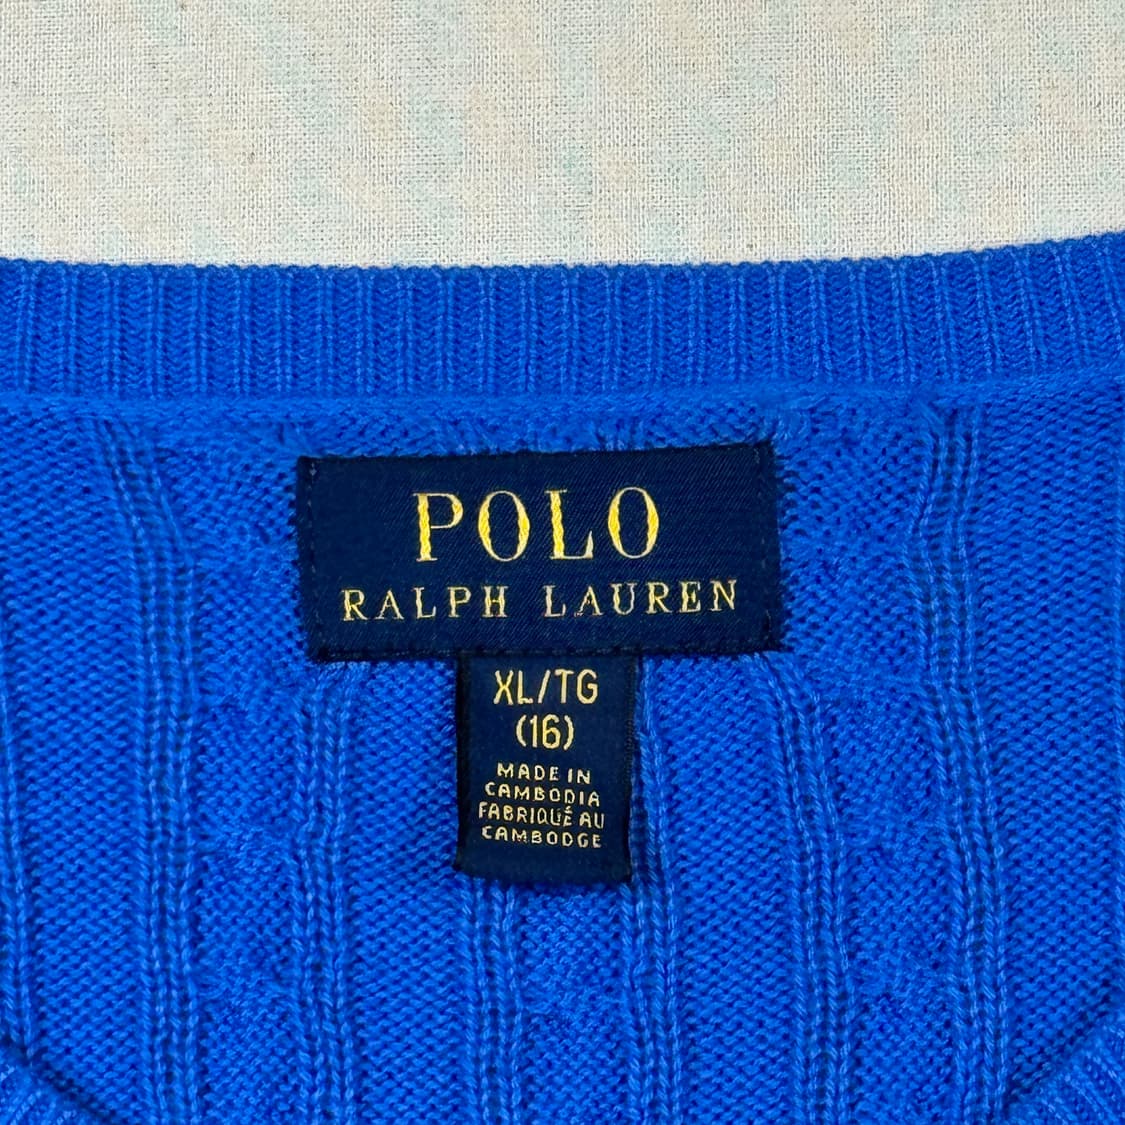 POLO
RALPH LAUREN
XL/TG
(16)
MADE IN
CAMBODIA
FABRIQUÉ AU
CAMBODGE